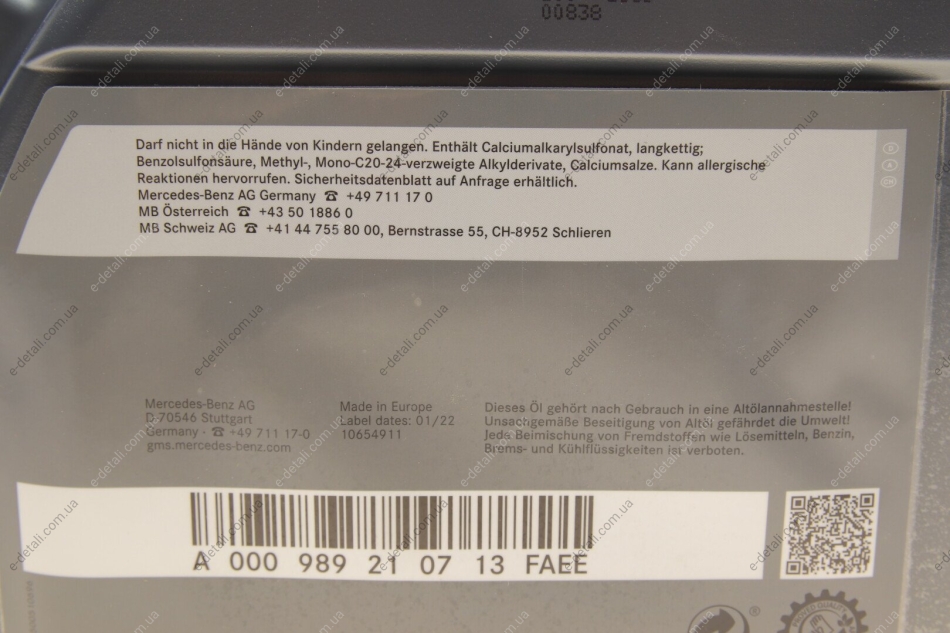 00838
Darf nicht in die Hände von Kindern gelangen. Enthält Calciumalkarylsulfonat, langkettig;
Benzolsulfonsäure, Methyl-, Mono-C20-24-verzweigte Alkylderivate, Calciumsalze. Kann allergische
Reaktionen hervorrufen. Sicherheitsdatenblatt auf Anfrage erhältlich.
Mercedes-Benz AG Germany ☎ +49 711 17 0
MB Österreich ☎ +43 50 1886 0
MB Schweiz AG ☎ +41 44 755 80 00, Bernstrasse 55, CH-8952 Schlieren
D
A
CH
Mercedes-Benz AG
D-70546 Stuttgart
Germany - ☎ +49 711 17-0
gms.mercedes-benz.com
Made in Europe
Label dates: 01/22
10654911
Dieses Öl gehört nach Gebrauch in eine Altölannahmestelle!
Unsachgemäße Beseitigung von Altöl gefährdet die Umwelt!
Jede Beimischung von Fremdstoffen wie Lösemitteln, Benzin,
Brems- und Kühlflüssigkeiten ist verboten.
A 000 989 21 07 13 FAEE
®
e-detali.com.ua